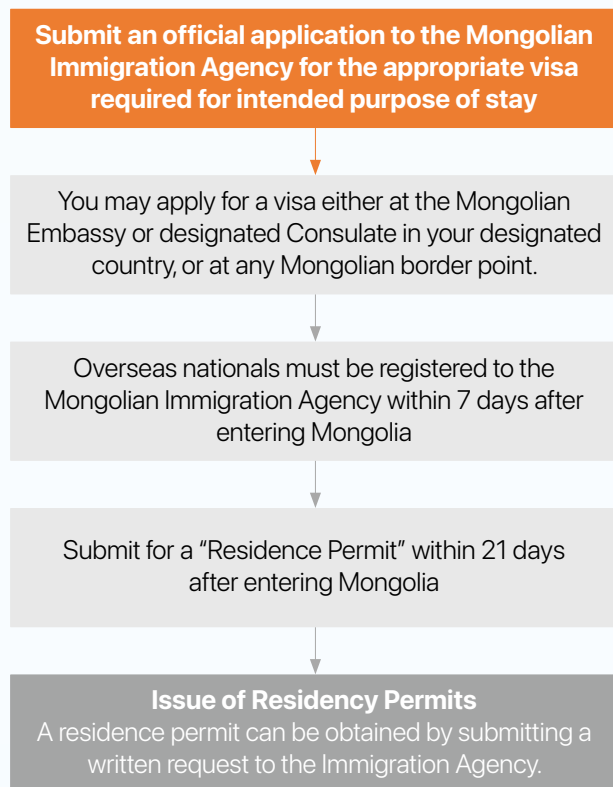 Submit an official application to the Mongolian
Immigration Agency for the appropriate visa
required for intended purpose of stay
You may apply for a visa either at the Mongolian
Embassy or designated Consulate in your designated
country, or at any Mongolian border point.
Overseas nationals must be registered to the
Mongolian Immigration Agency within 7 days after
entering Mongolia
Submit for a “Residence Permit” within 21 days
after entering Mongolia
Issue of Residency Permits
A residence permit can be obtained by submitting a
written request to the Immigration Agency.